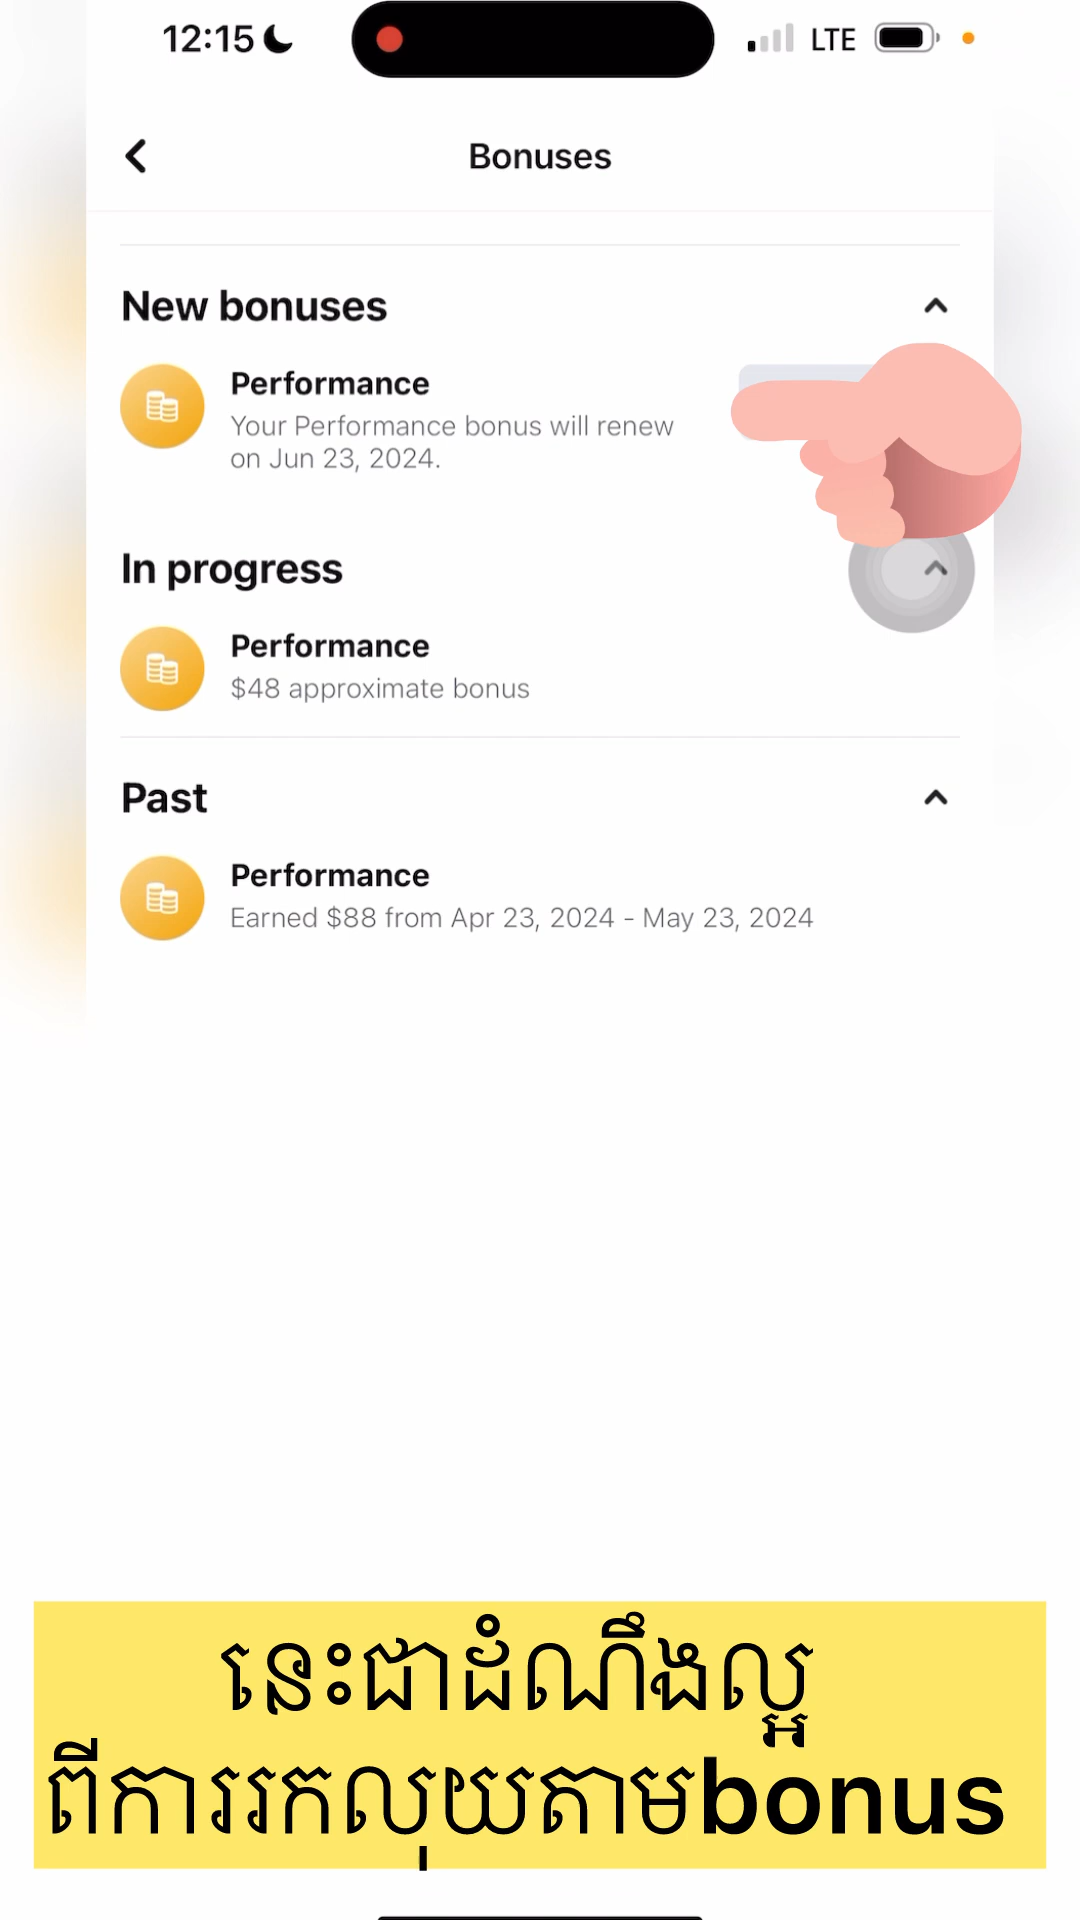 12:15
LTE
Bonuses
New bonuses
Performance
Your Performance bonus will renew
on Jun 23, 2024.
In progress
Performance
$48 approximate bonus
Past
Performance
Earned $88 from Apr 23, 2024 - May 23, 2024
នេះជាដំណឹងល្អ
ពីការរកលុយតាមbonus